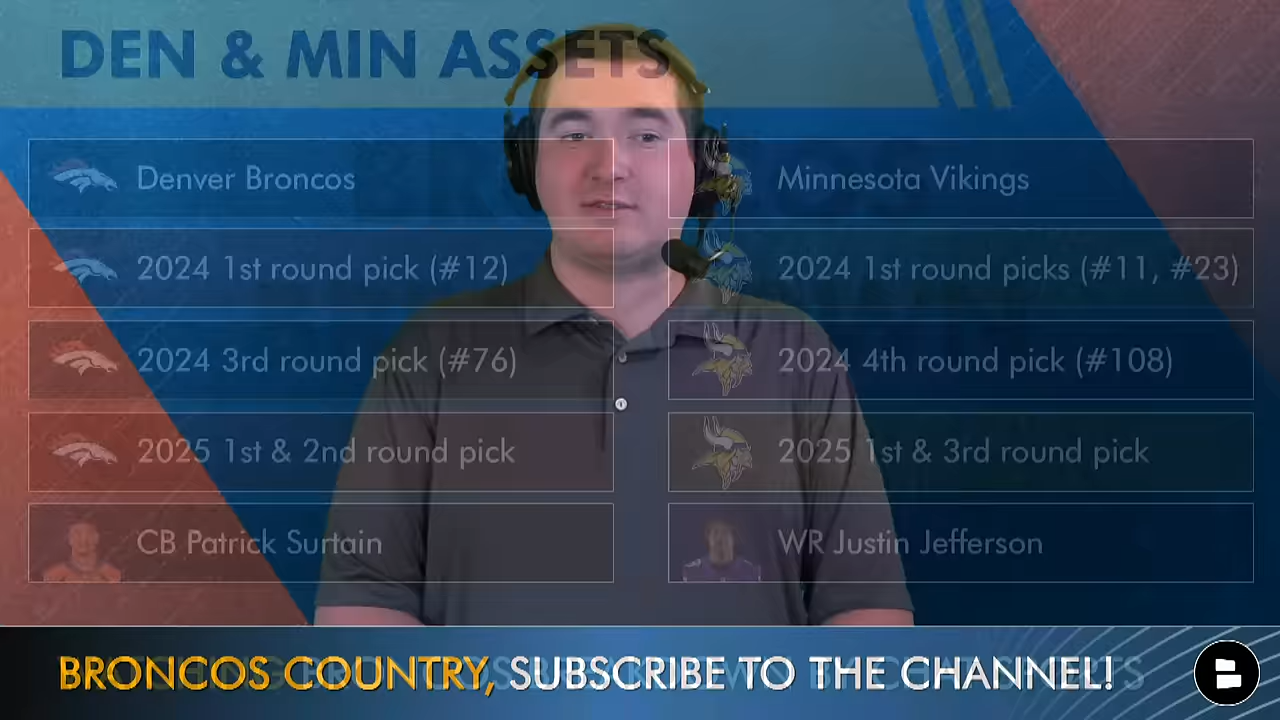 DEN & MIN ASSETS
Denver Broncos
2024 1st round pick (#12)
2024 3rd round pick (#76)
2025 1st & 2nd round pick
CB Patrick Surtain
Minnesota Vikings
2024 1st round picks (#11, #23)
2024 4th round pick (#108)
2025 1st & 3rd round pick
WR Justin Jefferson
BRONCOS COUNTRY, SUBSCRIBE TO THE CHANNEL!